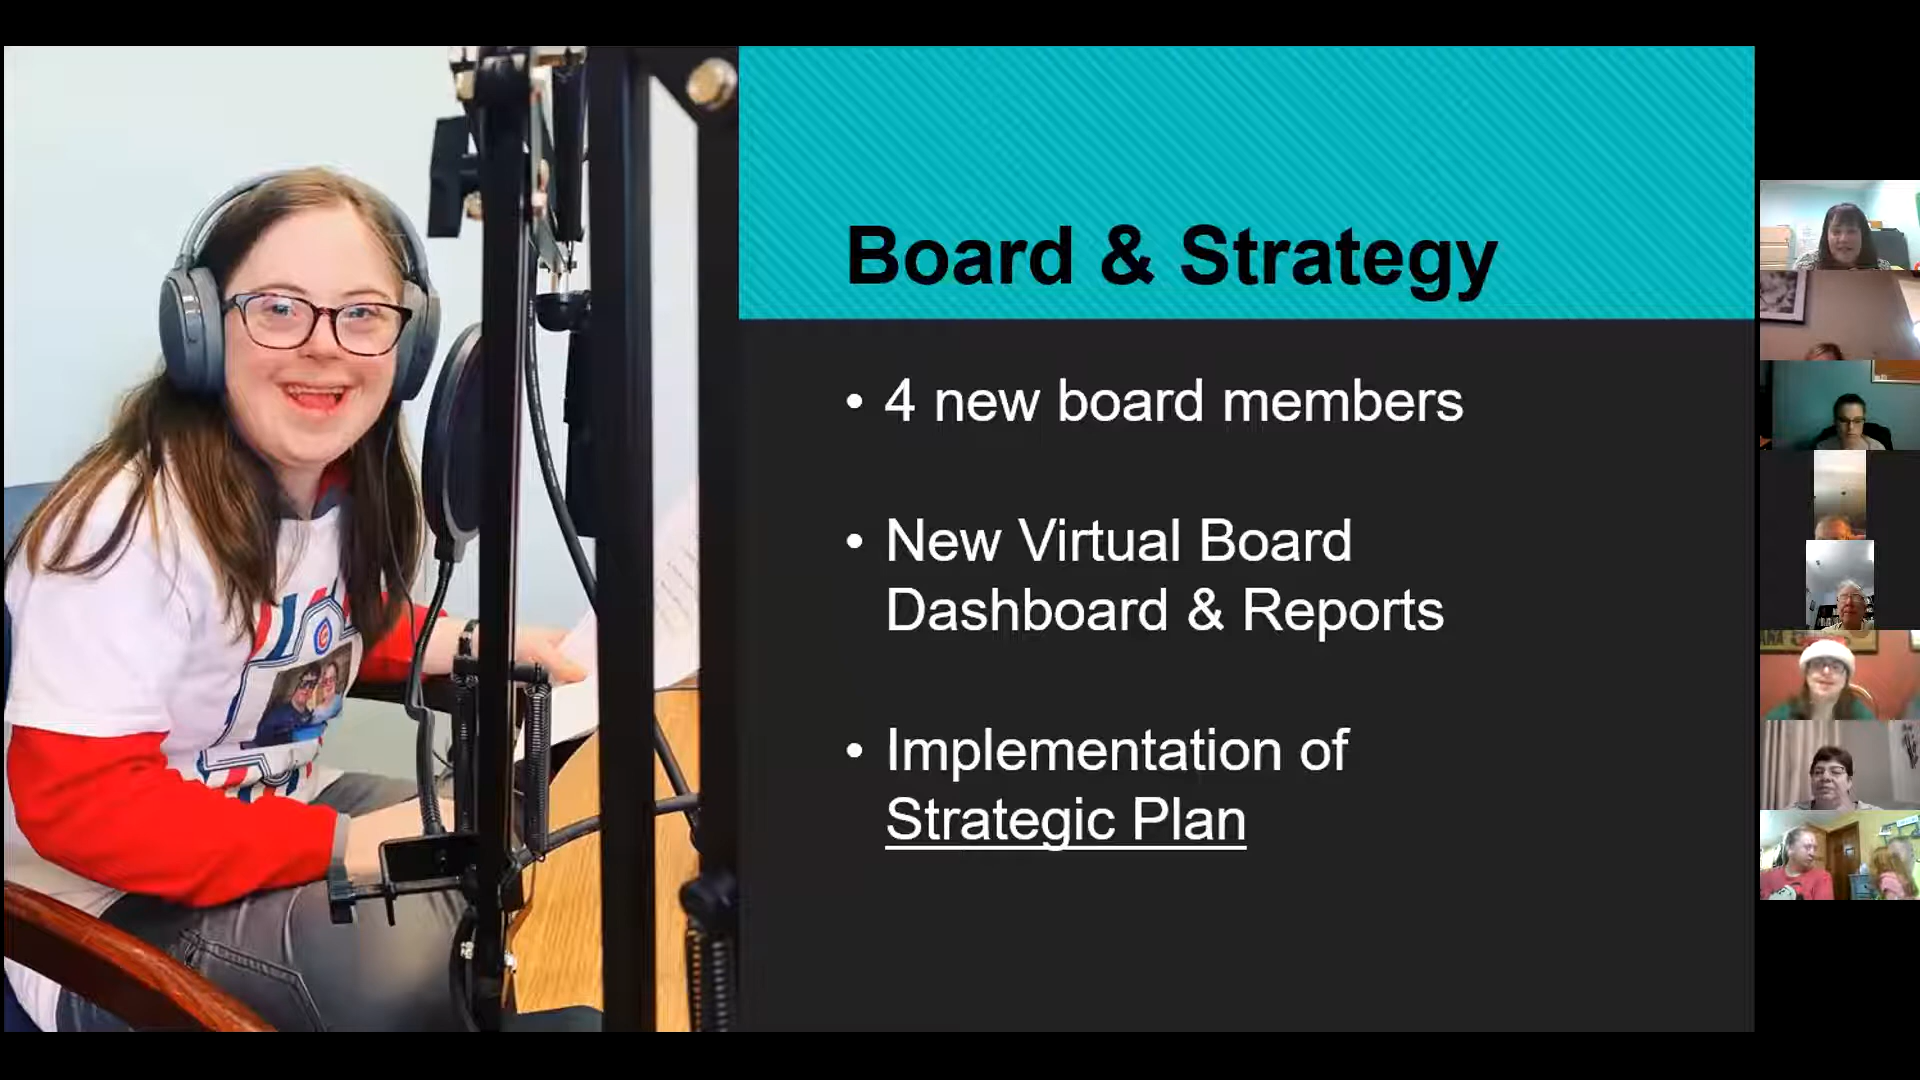 Board & Strategy
• 4 new board members
• New Virtual Board
Dashboard & Reports
• Implementation of
Strategic Plan